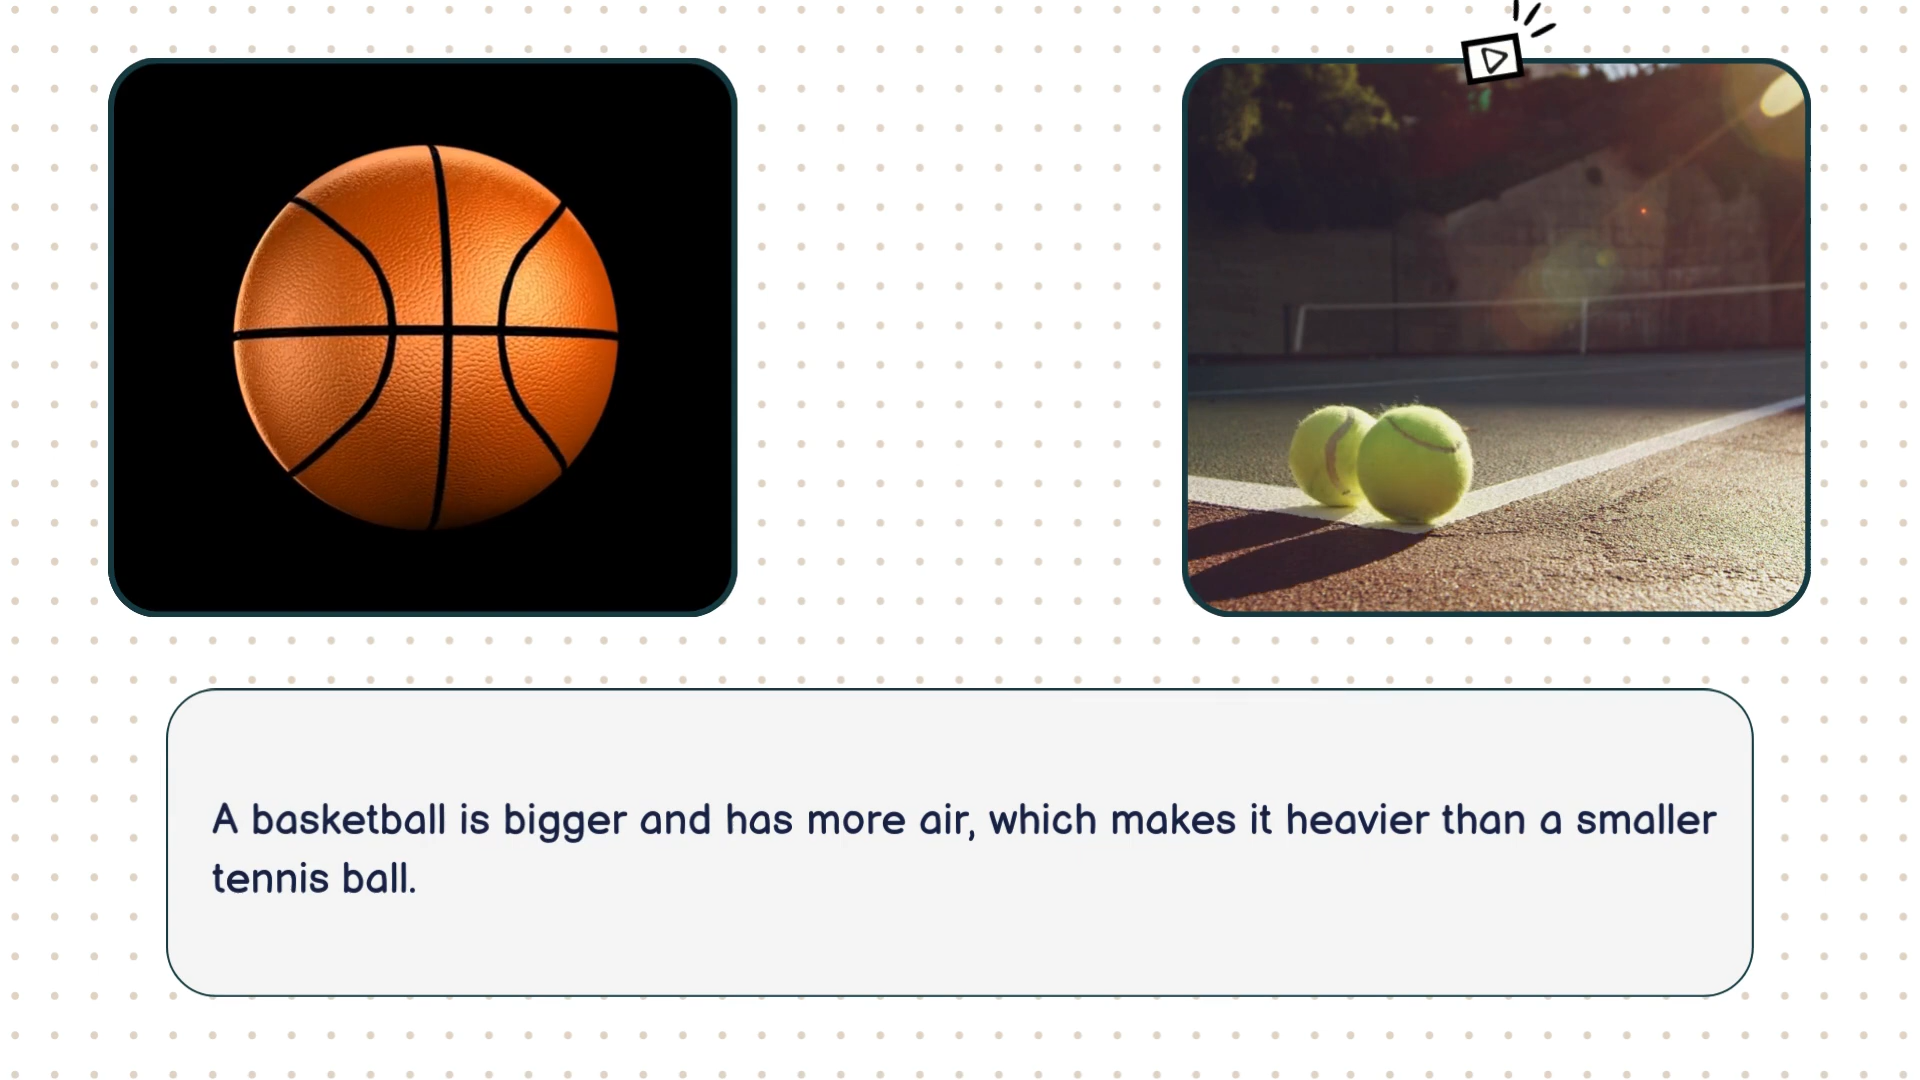 A basketball is bigger and has more air, which makes it heavier than a smaller
tennis ball.